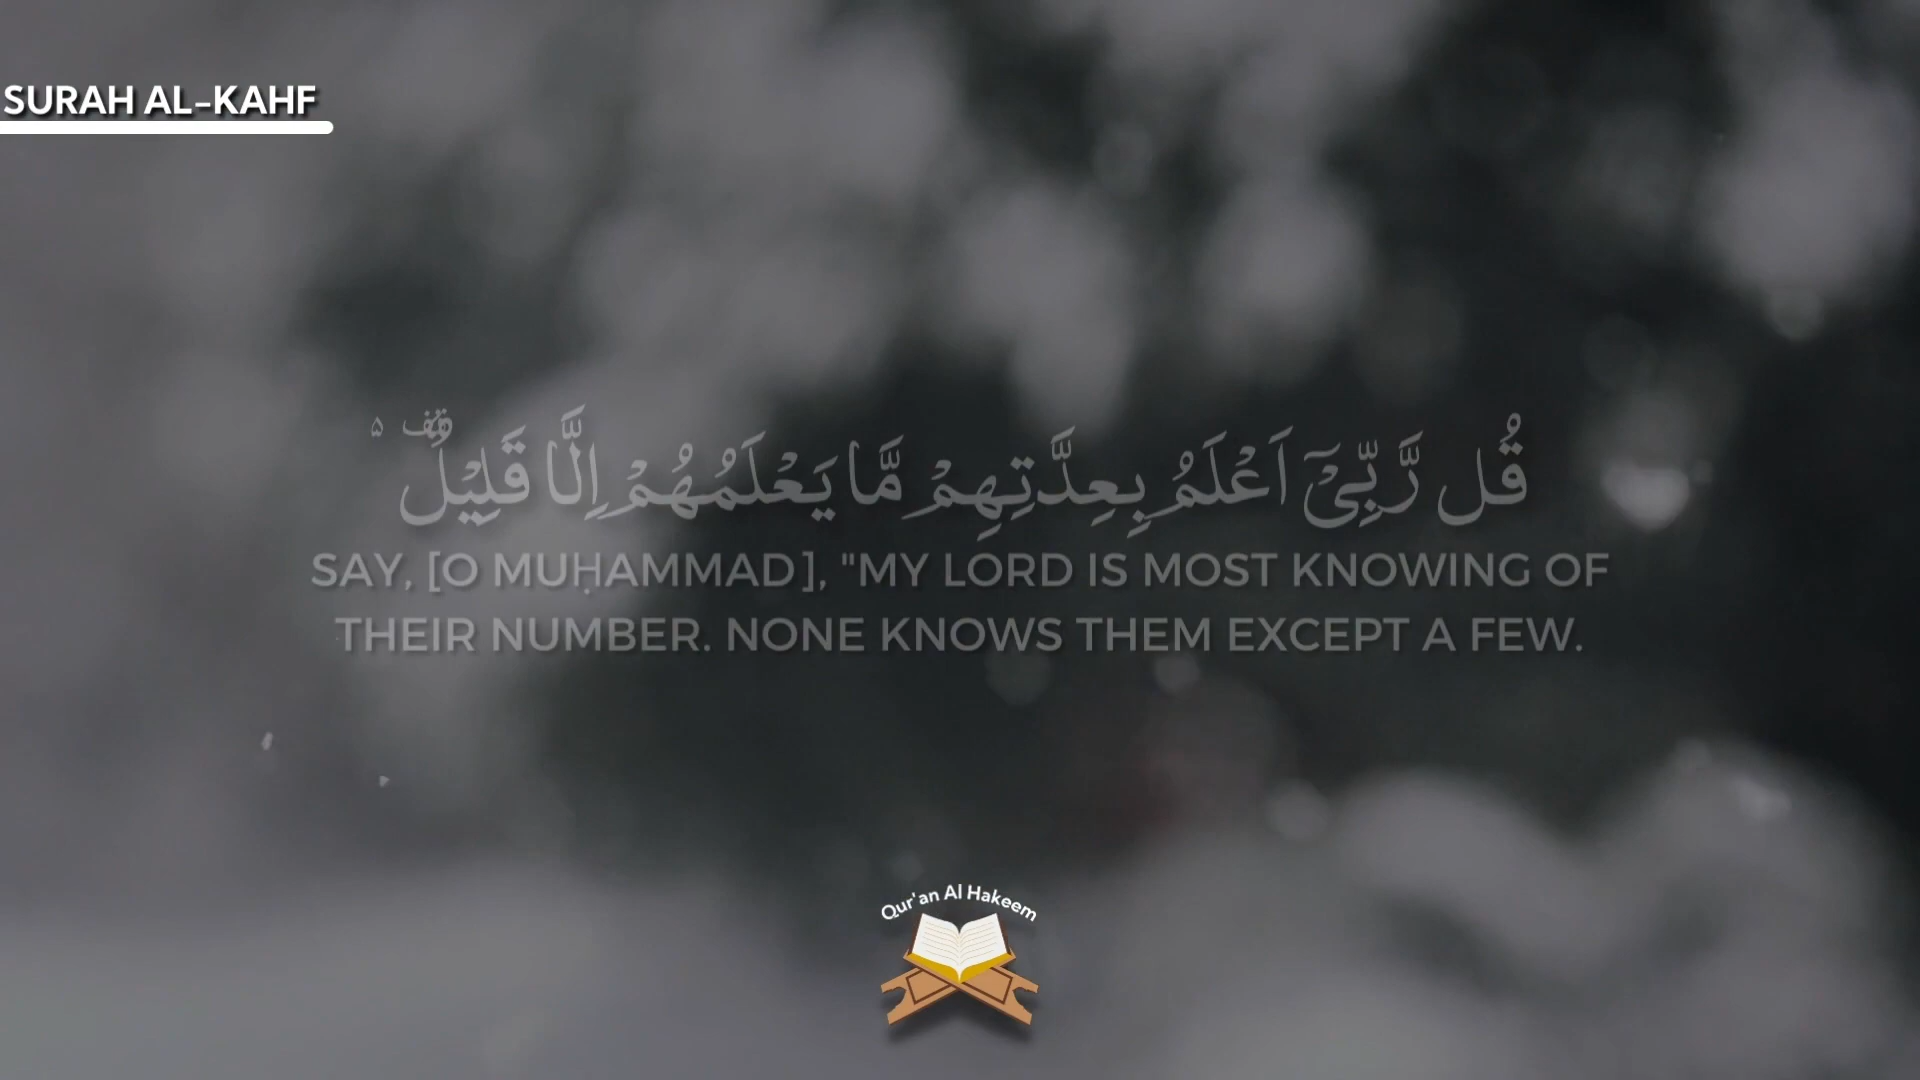 SURAH AL-KAHF
قُل رَّبِّيْٓ اَعْلَمُ بِعِدَّتِهِمْ مَّا يَعْلَمُهُمْ اِلَّا قَلِيْلٌ ࣞ ۵
SAY, [O MUḤAMMAD], "MY LORD IS MOST KNOWING OF
THEIR NUMBER. NONE KNOWS THEM EXCEPT A FEW.
Qur'an Al Hakeem